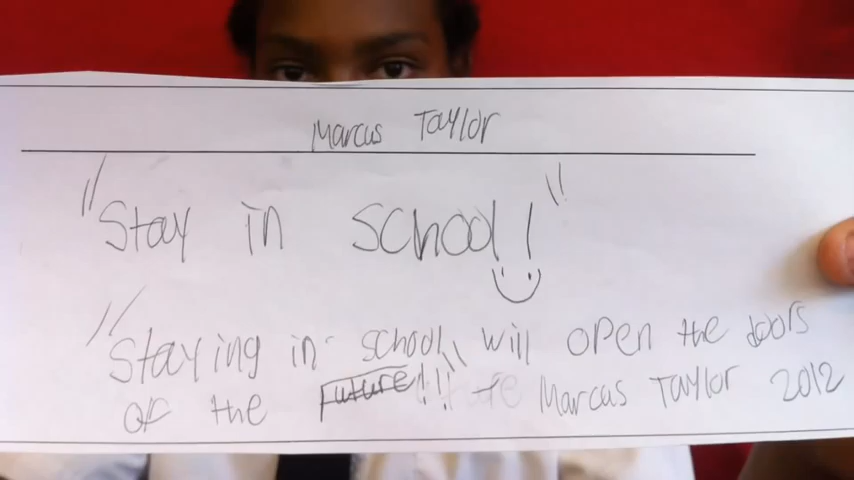 Marcus Taylor
"Stay in school!"
"Staying in school" will open the doors
of the Future!!! - Marcus Taylor 2012